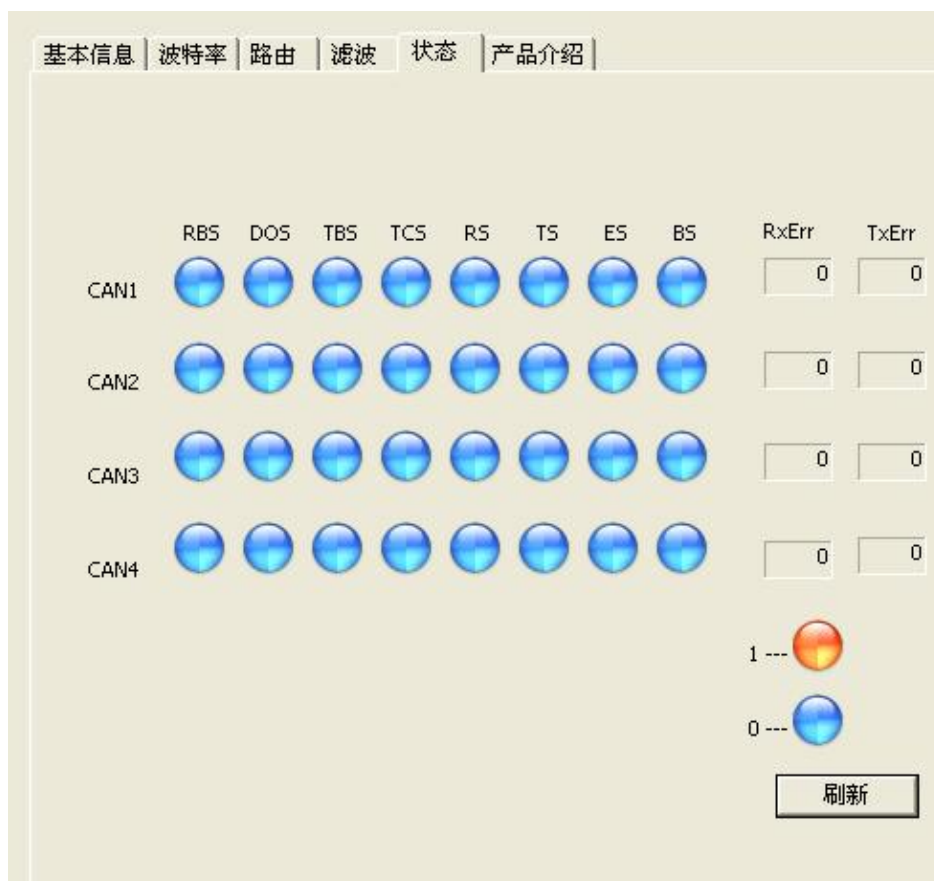 基本信息 波特率 路由 滤波 状态 产品介绍
RBS DOS TBS TCS RS TS ES BS RxErr TxErr
CAN1 0 0
CAN2 0 0
CAN3 0 0
CAN4 0 0
1 ---
0 ---
刷新